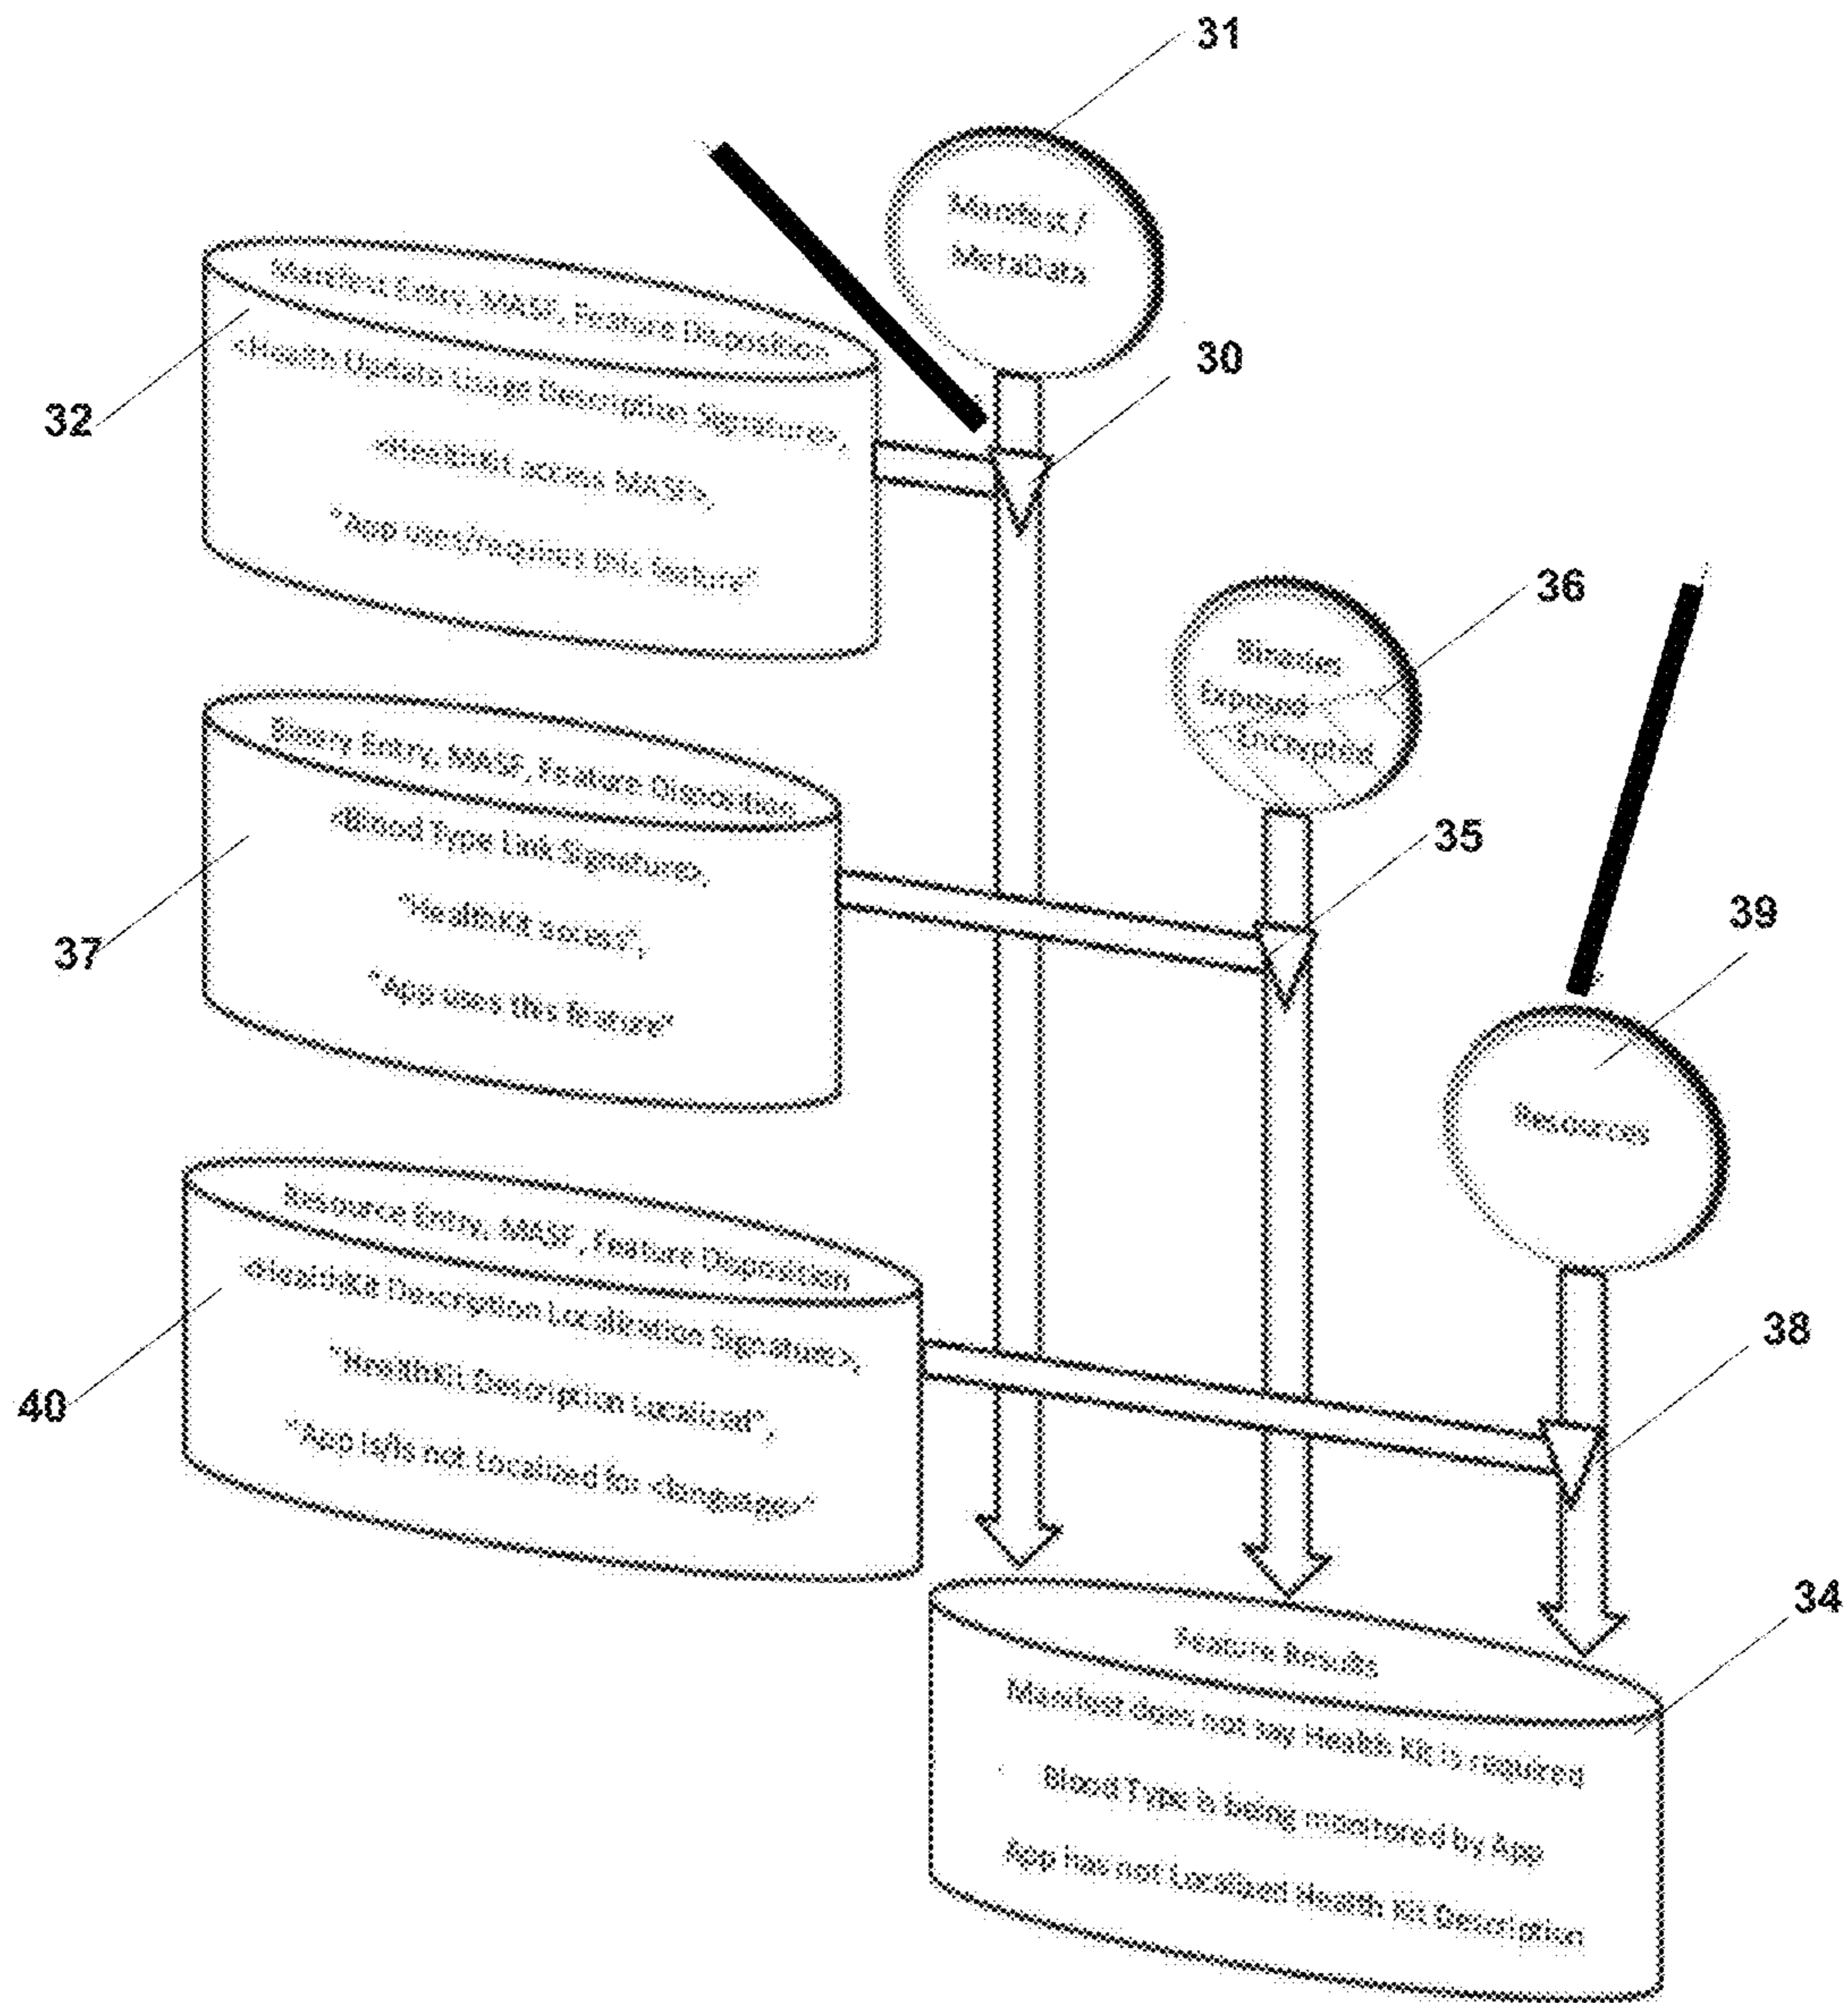 31
Manifest /
MetaData
30
32
Manifest Entry, MASF, Feature Disposition
<Health Update Usage Description Signature>,
<HealthKit access MASF>,
"App uses/requires this feature"
36
Binaries
Exposed
Encrypted
35
37
Binary Entry, MASF, Feature Disposition
<Blood Type Link Signature>,
"HealthKit access",
"App uses this feature"
39
Resources
38
40
Resource Entry, MASF, Feature Disposition
<HealthKit Description Localization Signature>,
"HealthKit Description Localized",
"App is/is not Localized for <language>"
34
Feature Results
Manifest does not say Health Kit is required
Blood Type is being monitored by App
App has not Localized Health Kit Description